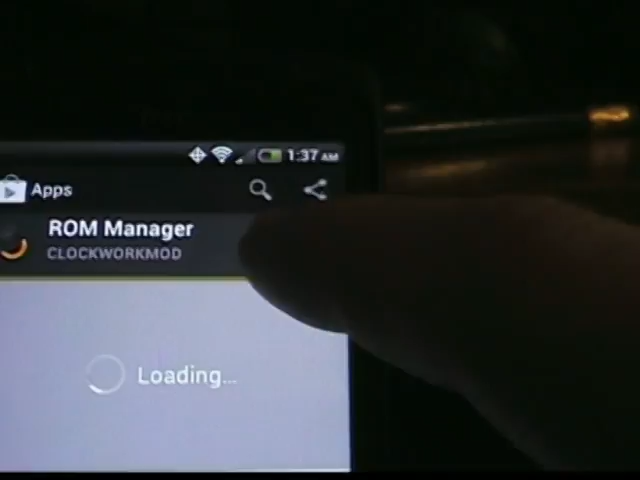 1:37 AM
Apps
ROM Manager
CLOCKWORKMOD
Loading...